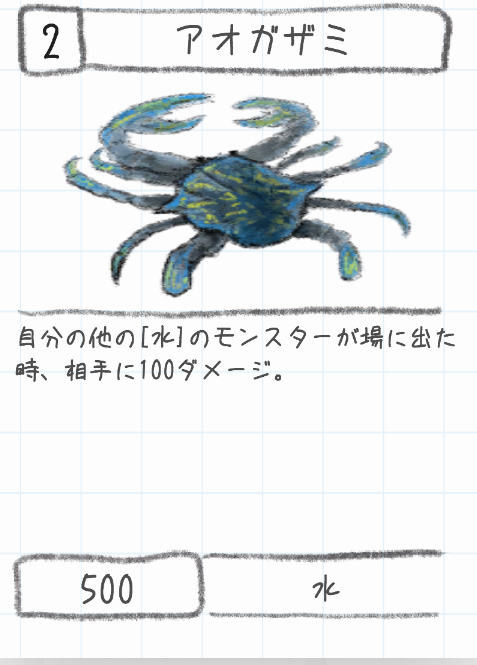 2
アオガザミ
自分の他の[水]のモンスターが場に出た
時、相手に100ダメージ。
500
水